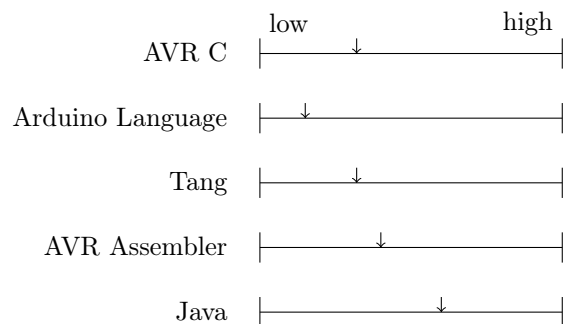 low high
AVR C
Arduino Language
Tang
AVR Assembler
Java